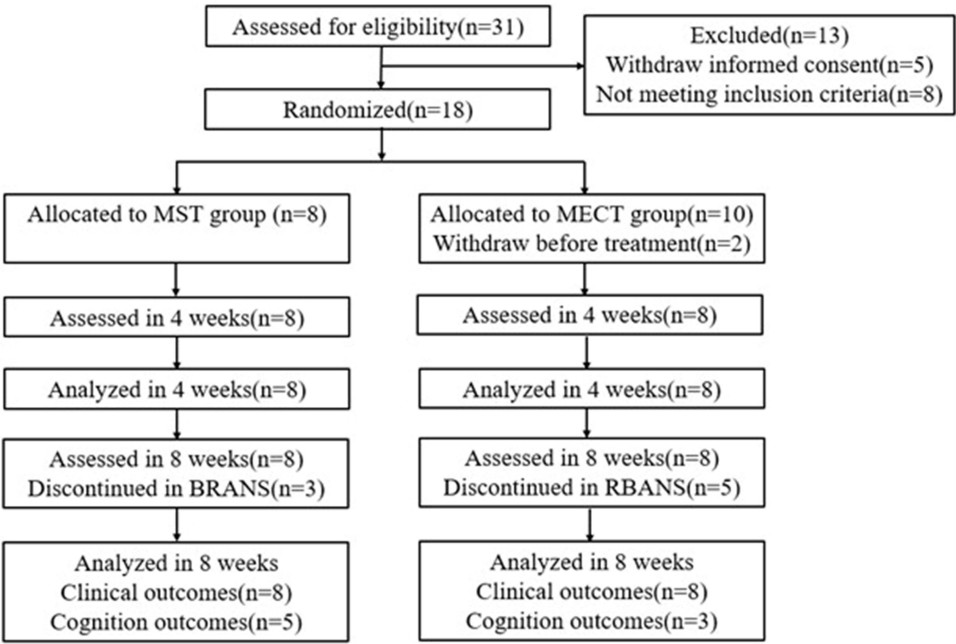 Assessed for eligibility(n=31)
Excluded(n=13)
Withdraw informed consent(n=5)
Not meeting inclusion criteria(n=8)
Randomized(n=18)
Allocated to MST group (n=8)
Allocated to MECT group(n=10)
Withdraw before treatment(n=2)
Assessed in 4 weeks(n=8)
Assessed in 4 weeks(n=8)
Analyzed in 4 weeks(n=8)
Analyzed in 4 weeks(n=8)
Assessed in 8 weeks(n=8)
Discontinued in BRANS(n=3)
Assessed in 8 weeks(n=8)
Discontinued in RBANS(n=5)
Analyzed in 8 weeks
Clinical outcomes(n=8)
Cognition outcomes(n=5)
Analyzed in 8 weeks
Clinical outcomes(n=8)
Cognition outcomes(n=3)